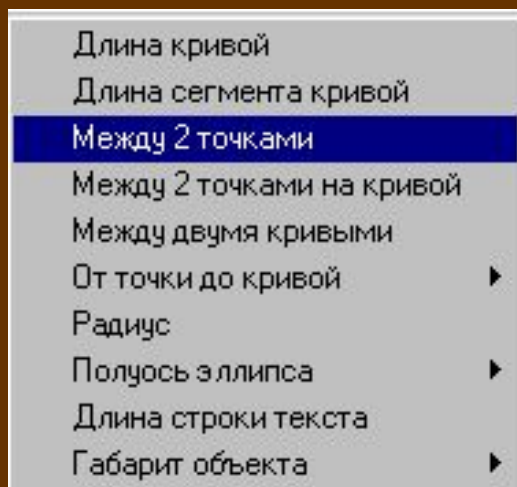 Длина кривой
Длина сегмента кривой
Между 2 точками
Между 2 точками на кривой
Между двумя кривыми
От точки до кривой
Радиус
Полуось эллипса
Длина строки текста
Габарит объекта